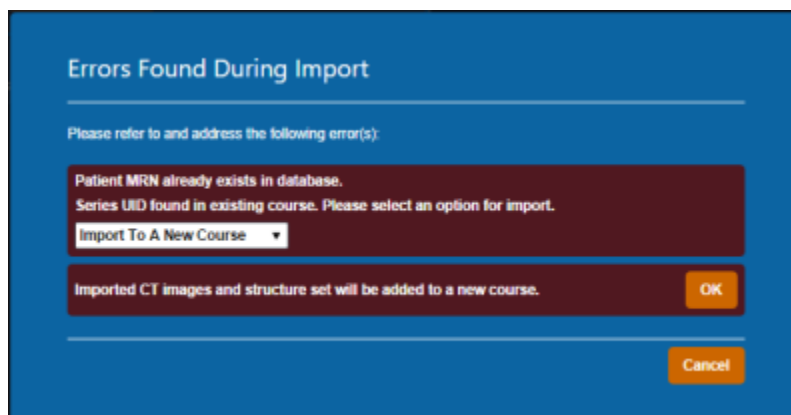 Errors Found During Import
Please refer to and address the following error(s):
Patient MRN already exists in database.
Series UID found in existing course. Please select an option for import.
Import To A New Course
Imported CT images and structure set will be added to a new course.
OK
Cancel